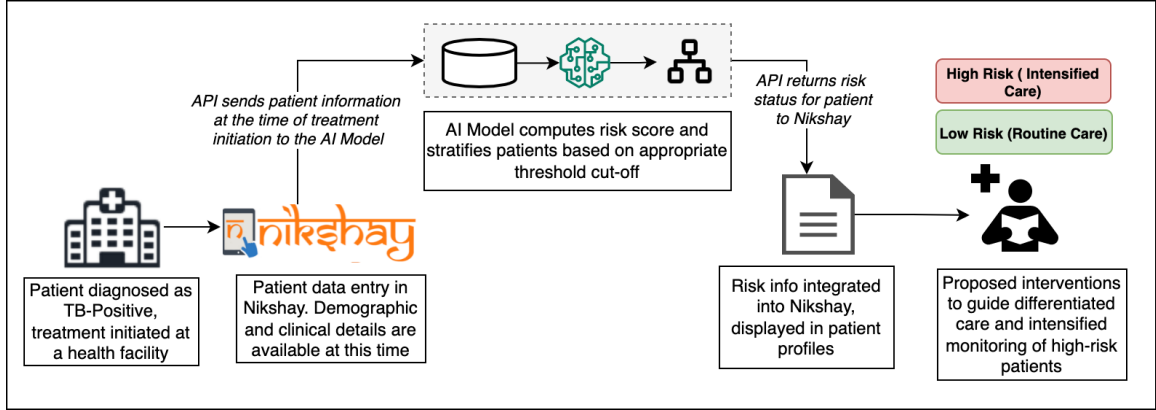 API sends patient information
at the time of treatment
initiation to the AI Model
AI Model computes risk score and
stratifies patients based on appropriate
threshold cut-off
API returns risk
status for patient
to Nikshay
High Risk ( Intensified
Care)
Low Risk (Routine Care)
n nikshay
Patient diagnosed as
TB-Positive,
treatment initiated at
a health facility
Patient data entry in
Nikshay. Demographic
and clinical details are
available at this time
Risk info integrated
into Nikshay,
displayed in patient
profiles
Proposed interventions
to guide differentiated
care and intensified
monitoring of high-risk
patients